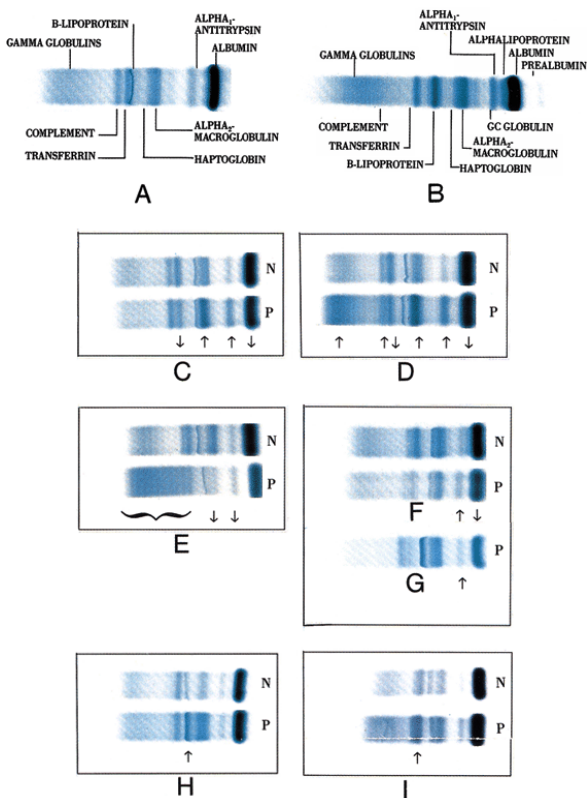 B-LIPOPROTEIN
ALPHA₁-
ANTITRYPSIN
GAMMA GLOBULINS
ALBUMIN
COMPLEMENT
TRANSFERRIN
ALPHA₂-
MACROGLOBULIN
HAPTOGLOBIN
A
ALPHA₁-
ANTITRYPSIN
ALPHALIPOPROTEIN
GAMMA GLOBULINS
ALBUMIN
PREALBUMIN
COMPLEMENT
TRANSFERRIN
B-LIPOPROTEIN
GC GLOBULIN
ALPHA₂-
MACROGLOBULIN
HAPTOGLOBIN
B
N
P
C
N
P
D
N
P
E
N
P
F
P
G
N
P
H
N
P
I